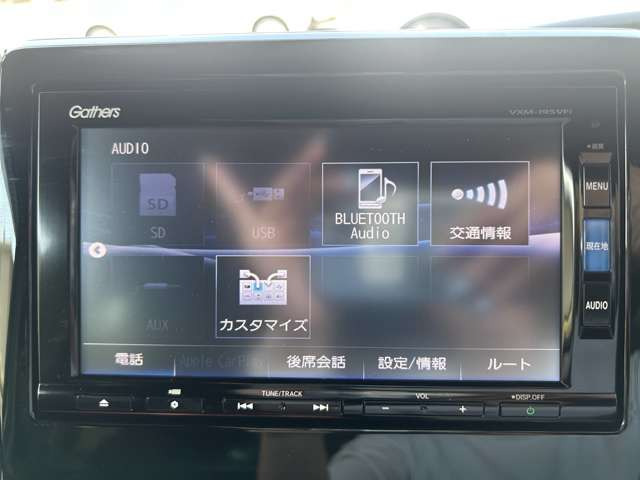 Gathers
VXM-195VFi
AUDIO
SD
SD
USB
BLUETOOTH
Audio
交通情報
AUX
カスタマイズ
電話
Apple CarPlay
後席会話
設定/情報
ルート
MENU
現在地
AUDIO
TUNE/TRACK
VOL
DISP.OFF